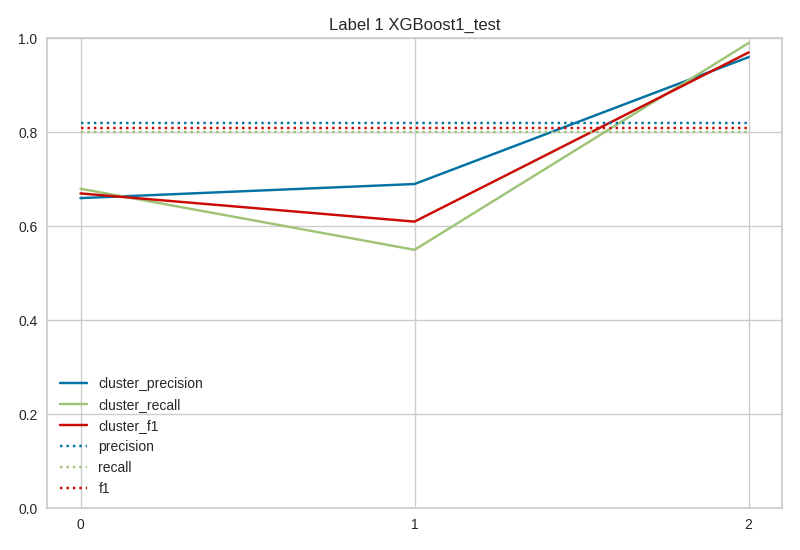 Label 1 XGBoost1_test
1.0
0.8
0.6
0.4
0.2
0.0
cluster_precision
cluster_recall
cluster_f1
precision
recall
f1
0 1 2